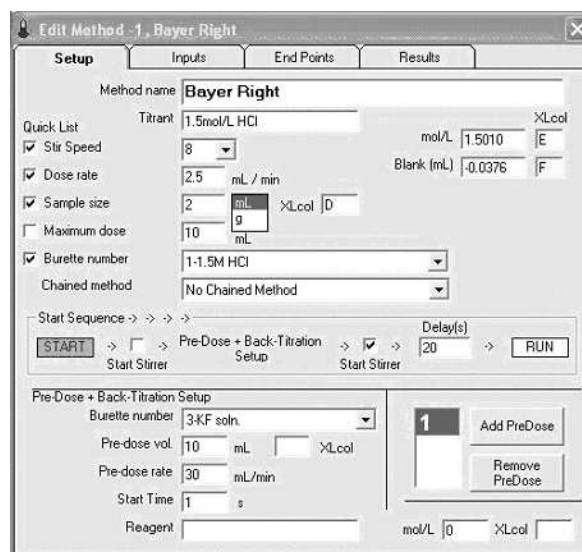 Edit Method -1, Bayer Right
Setup Inputs End Points Results
Method name Bayer Right
Titrant 1.5mol/L HCl XLcol
Quick List mol/L 1.5010 E
Stir Speed 8 Blank (mL) -0.0376 F
Dose rate 2.5 mL / min
Sample size 2 mL g XLcol D
Maximum dose 10 mL
Burette number 1-1.5M HCl
Chained method No Chained Method
Start Sequence -> -> -> ->
Delay(s)
START -> -> Pre-Dose + Back-Titration Setup -> -> 20 -> RUN
Start Stirrer Start Stirrer
Pre-Dose + Back-Titration Setup
Burette number 3-KF soln. 1 Add PreDose
Pre-dose vol. 10 mL XLcol
Pre-dose rate 30 mL/min Remove PreDose
Start Time 1 s
Reagent mol/L 0 XLcol